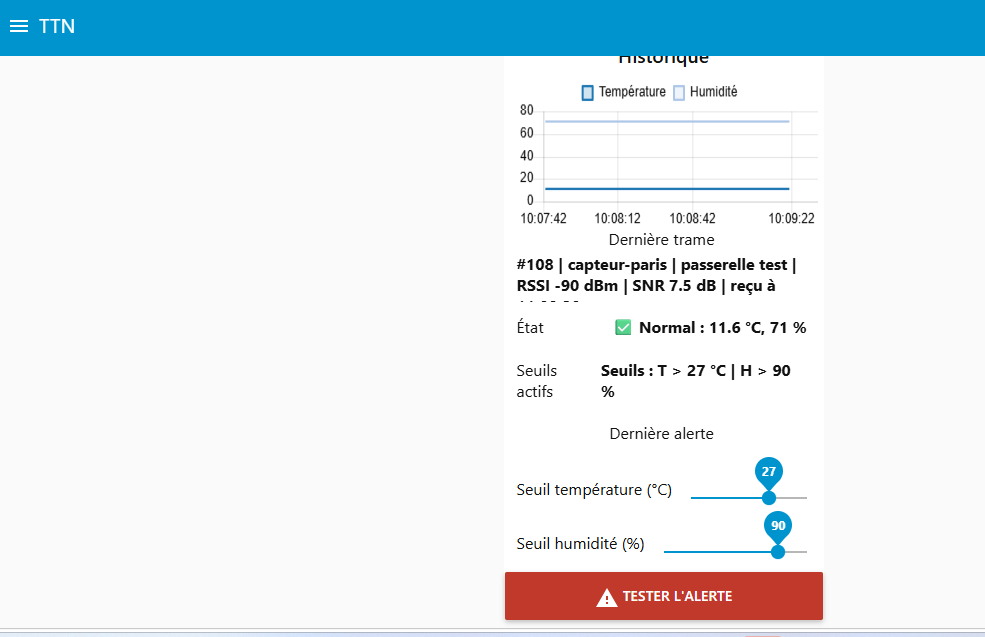 TTN
Historique
Température Humidité
80
60
40
20
0
10:07:42 10:08:12 10:08:42 10:09:22
Dernière trame
#108 | capteur-paris | passerelle test |
RSSI -90 dBm | SNR 7.5 dB | reçu à
État ✅ Normal : 11.6 °C, 71 %
Seuils
actifs
Seuils : T > 27 °C | H > 90
%
Dernière alerte
27
Seuil température (°C)
90
Seuil humidité (%)
TESTER L'ALERTE